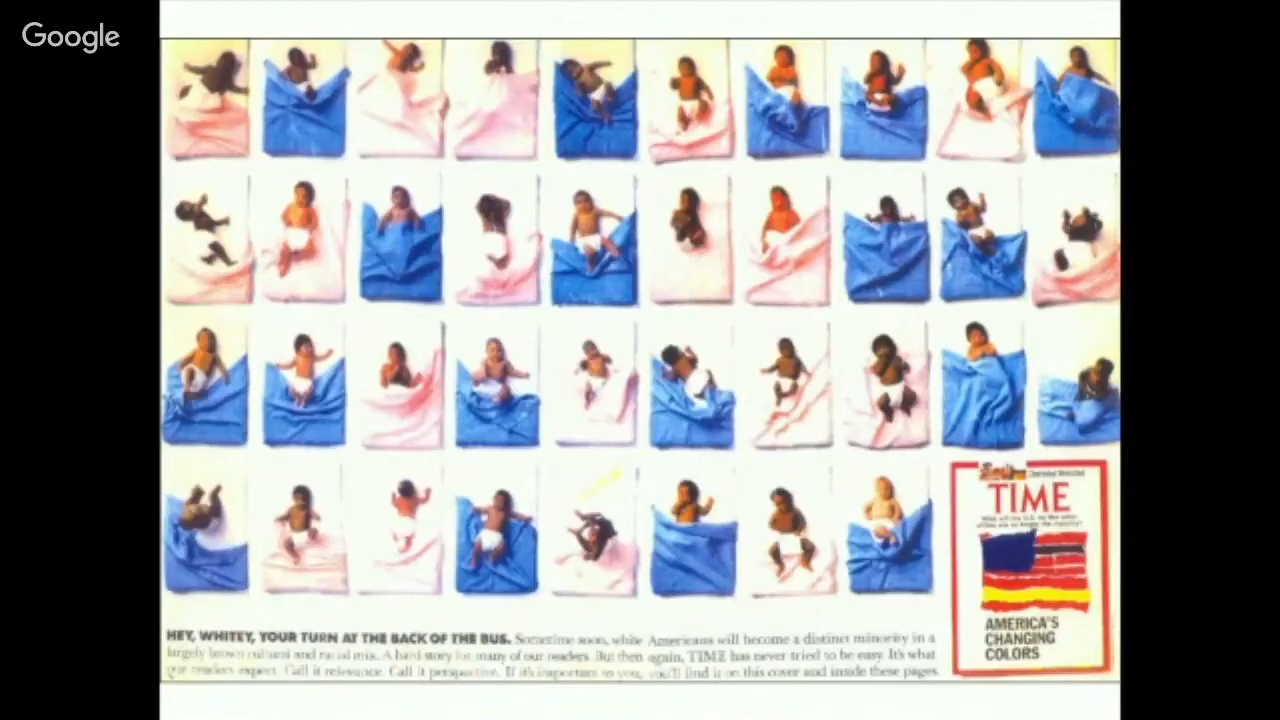 Google
TIME
AMERICA'S
CHANGING
COLORS
HEY, WHITEY, YOUR TURN AT THE BACK OF THE BUS. Sometime soon, white Americans will become a distinct minority in a
largely brown cultural and racial mix. A hard story for many of our readers. But then again, TIME has never tried to be easy. It's what
our readers expect. Call it relevance. Call it perspective. If it's important to you, you'll find it on this cover and inside these pages.